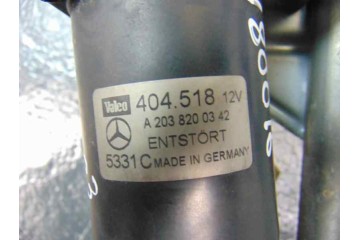 Valeo 404.518 12V
A 203 820 03 42
ENTSTÖRT
5331C MADE IN GERMANY